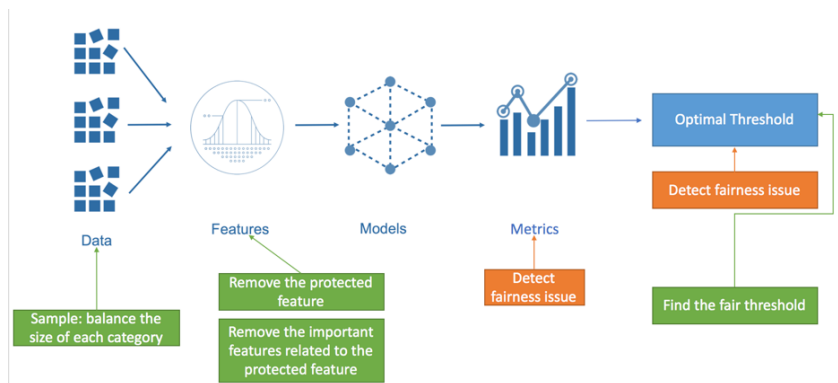 Optimal Threshold
Detect fairness issue
Data
Features
Models
Metrics
Sample: balance the
size of each category
Remove the protected
feature
Remove the important
features related to the
protected feature
Detect
fairness issue
Find the fair threshold